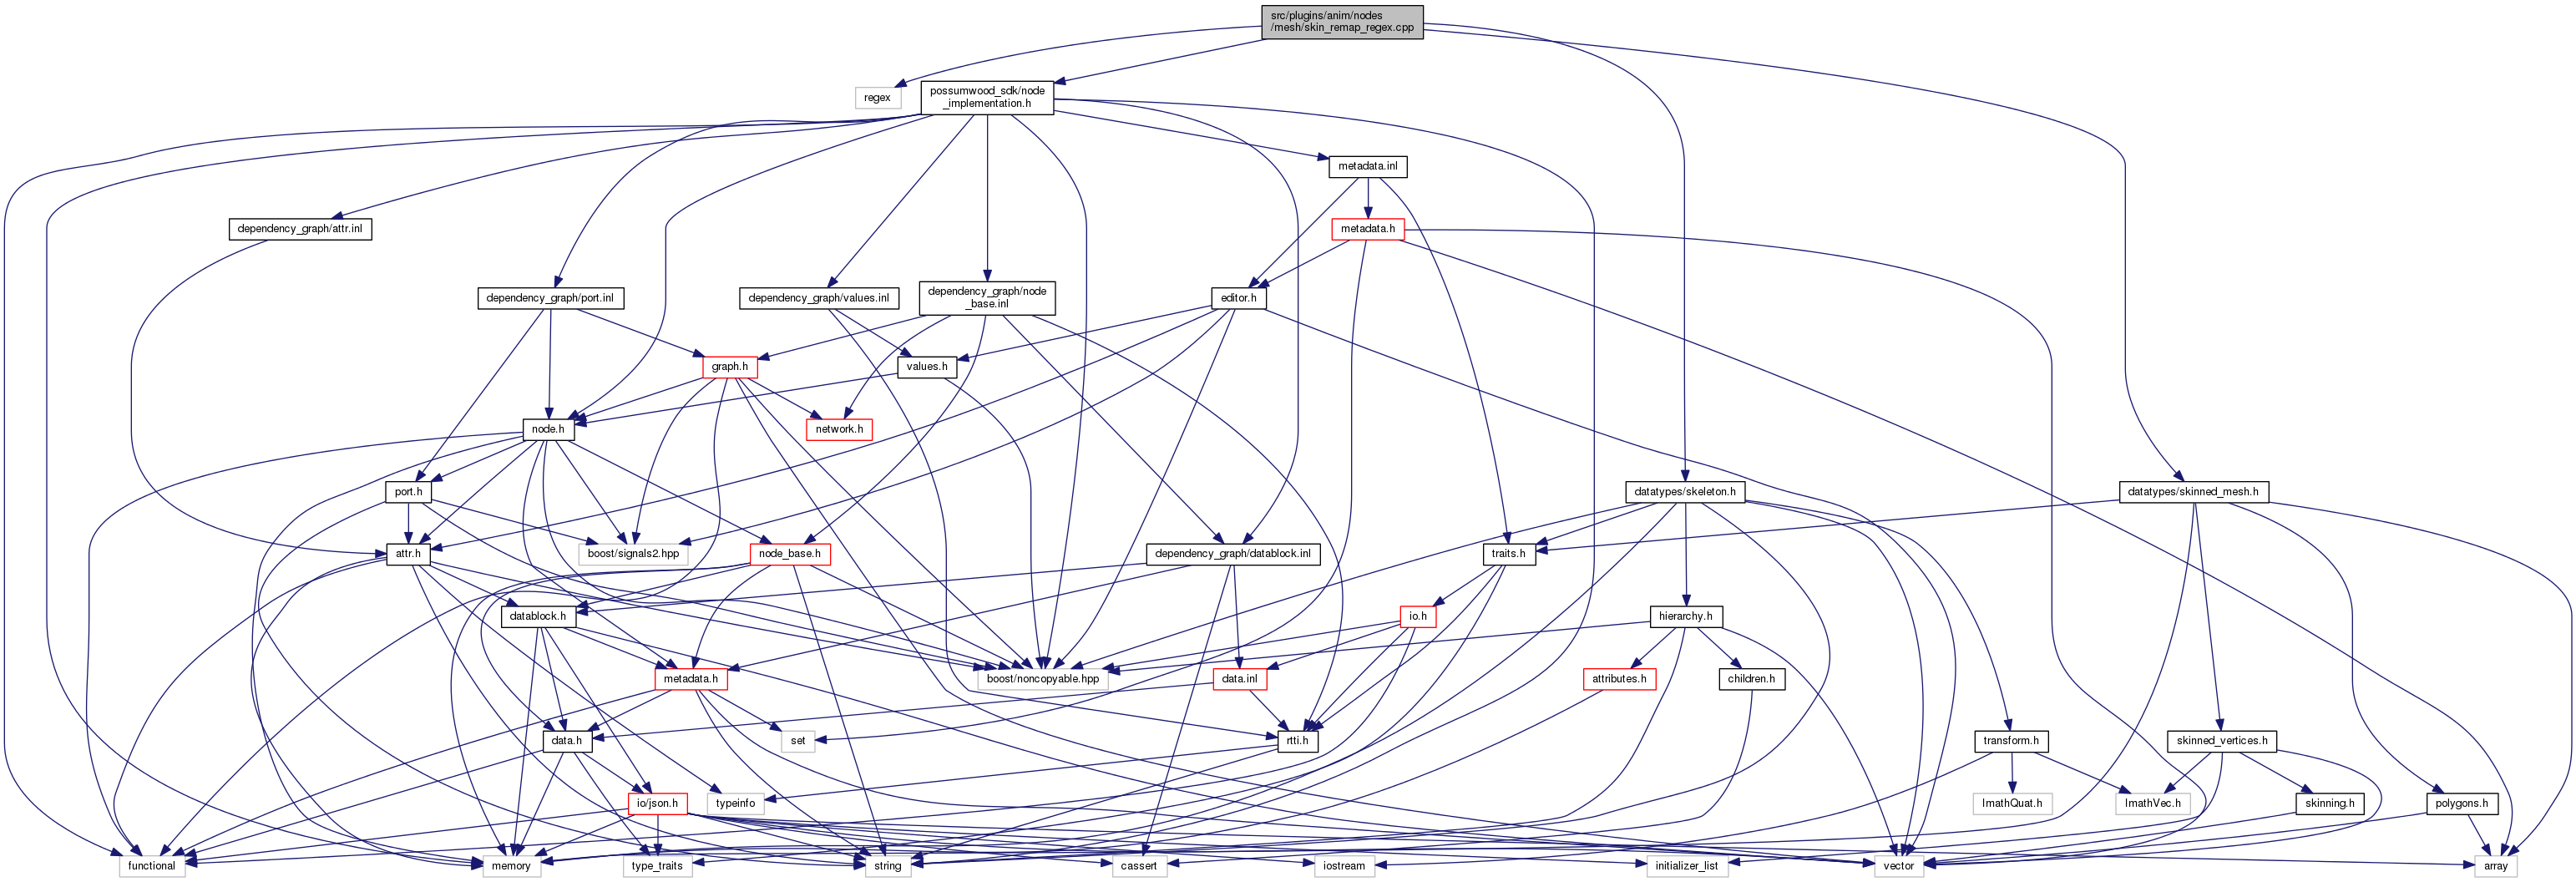 src/plugins/anim/nodes
/mesh/skin_remap_regex.cpp
regex
possumwood_sdk/node
_implementation.h
metadata.inl
dependency_graph/attr.inl
metadata.h
dependency_graph/port.inl
dependency_graph/values.inl
dependency_graph/node
_base.inl
editor.h
graph.h
values.h
node.h
network.h
port.h
datatypes/skeleton.h
datatypes/skinned_mesh.h
attr.h
boost/signals2.hpp
node_base.h
dependency_graph/datablock.inl
traits.h
datablock.h
io.h
hierarchy.h
metadata.h
boost/noncopyable.hpp
data.inl
attributes.h
children.h
data.h
set
rtti.h
transform.h
skinned_vertices.h
io/json.h
typeinfo
ImathQuat.h
ImathVec.h
skinning.h
polygons.h
functional
memory
type_traits
string
cassert
iostream
initializer_list
vector
array